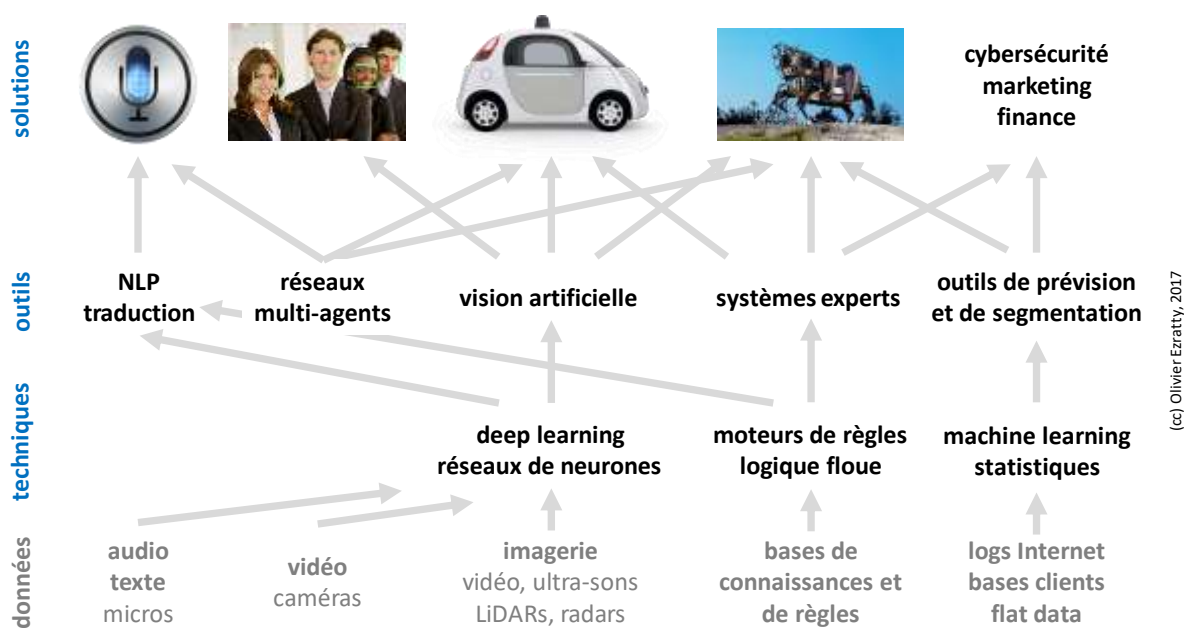 solutions
cybersécurité
marketing
finance
outils
NLP
traduction
réseaux
multi-agents
vision artificielle
systèmes experts
outils de prévision
et de segmentation
techniques
deep learning
réseaux de neurones
moteurs de règles
logique floue
machine learning
statistiques
données
audio
texte
micros
vidéo
caméras
imagerie
vidéo, ultra-sons
LiDARs, radars
bases de
connaissances et
de règles
logs Internet
bases clients
flat data
(cc) Olivier Ezratty, 2017